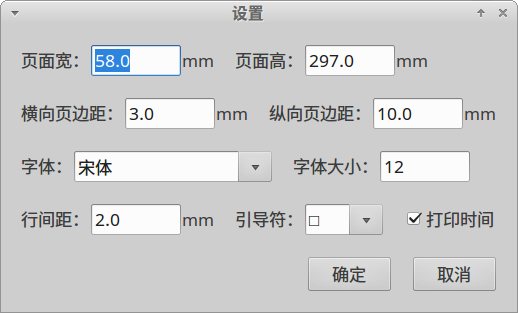 设置
页面宽： 58.0 mm 页面高： 297.0 mm
横向页边距： 3.0 mm 纵向页边距： 10.0 mm
字体： 宋体 字体大小： 12
行间距： 2.0 mm 引导符： □ 打印时间
确定 取消